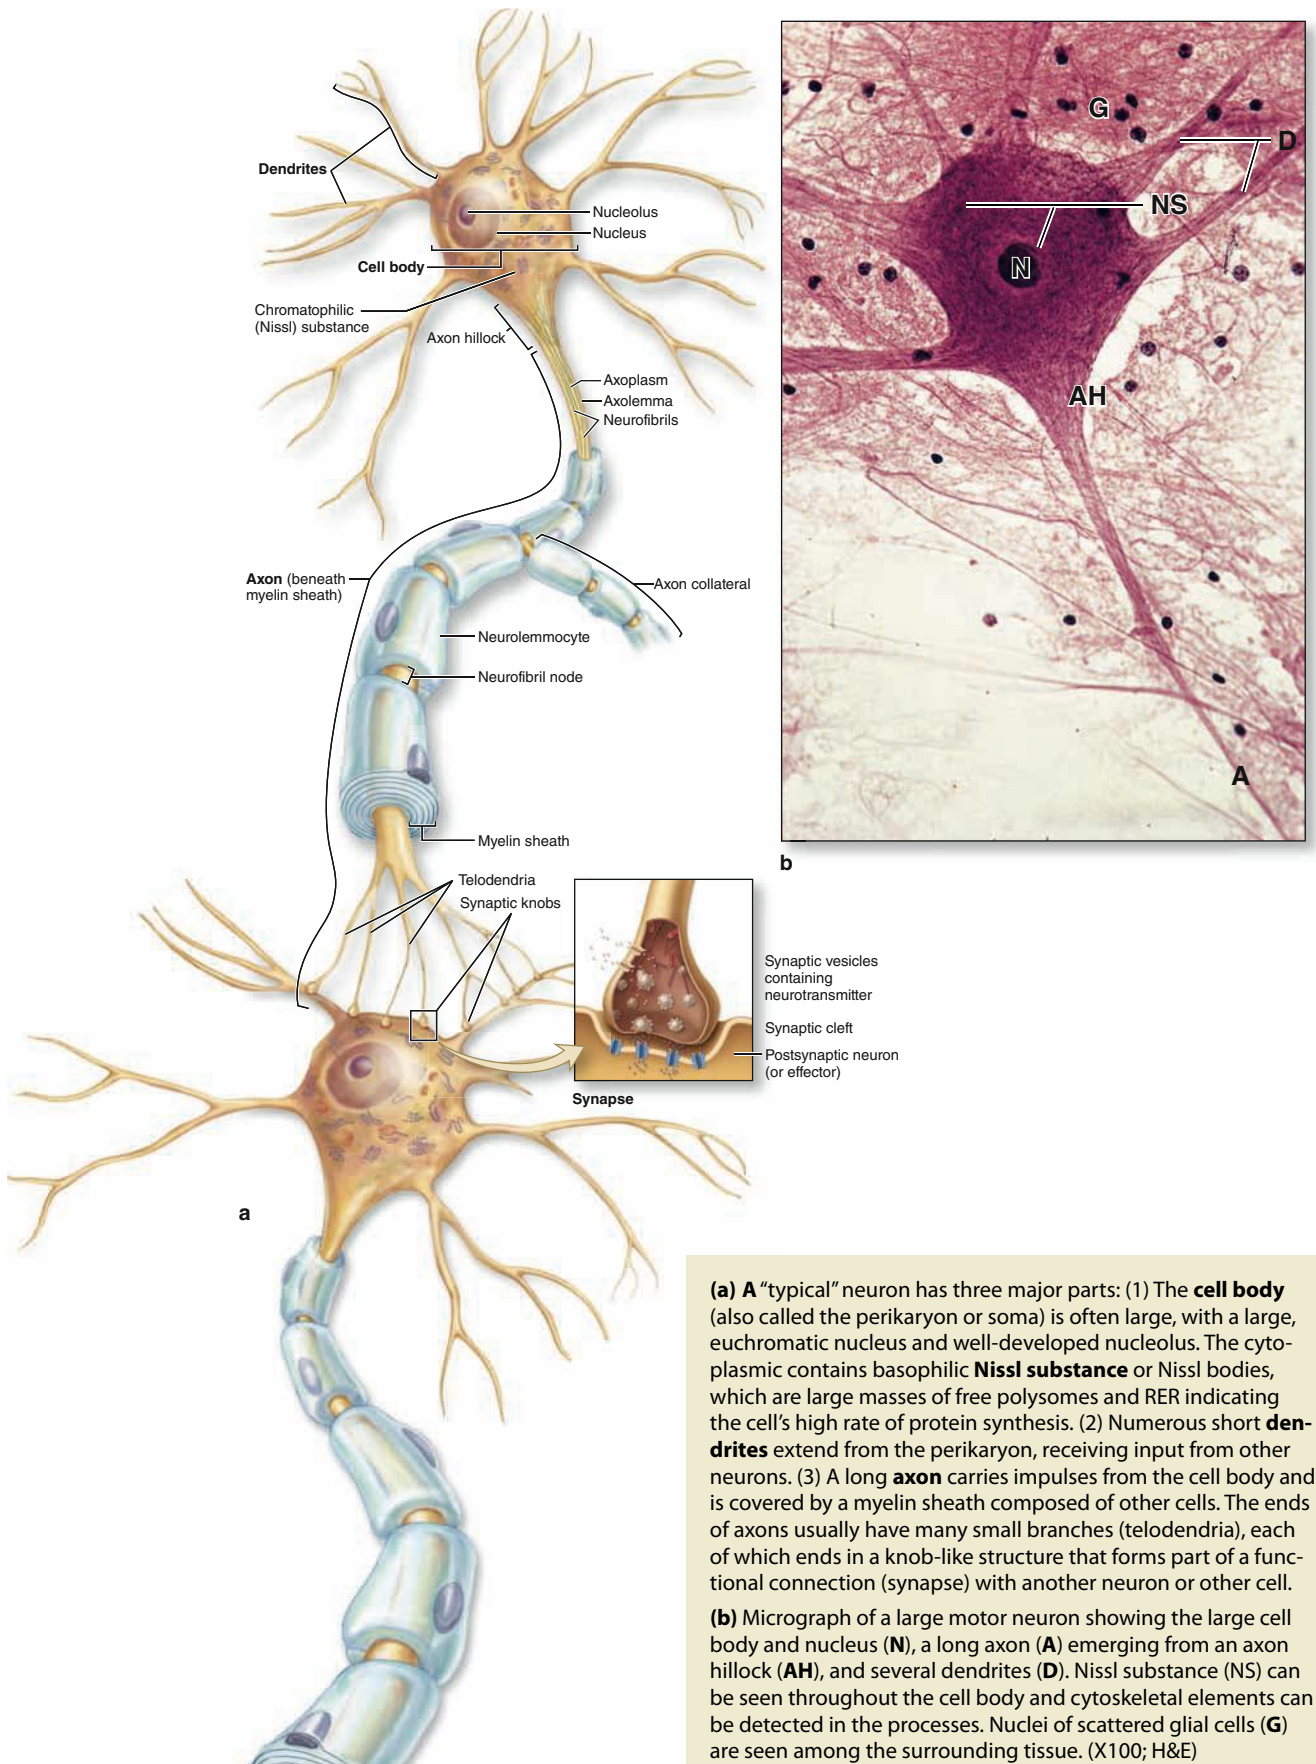 Dendrites
Nucleolus
Nucleus
Cell body
Chromatophilic
(Nissl) substance
Axon hillock
Axoplasm
Axolemma
Neurofibrils
Axon (beneath
myelin sheath)
Axon collateral
Neurolemmocyte
Neurofibril node
Myelin sheath
Telodendria
Synaptic knobs
Synaptic vesicles
containing
neurotransmitter
Synaptic cleft
Postsynaptic neuron
(or effector)
Synapse
a
G
D
NS
N
AH
A
b
(a) A “typical” neuron has three major parts: (1) The cell body
(also called the perikaryon or soma) is often large, with a large,
euchromatic nucleus and well-developed nucleolus. The cyto-
plasmic contains basophilic Nissl substance or Nissl bodies,
which are large masses of free polysomes and RER indicating
the cell’s high rate of protein synthesis. (2) Numerous short den-
drites extend from the perikaryon, receiving input from other
neurons. (3) A long axon carries impulses from the cell body and
is covered by a myelin sheath composed of other cells. The ends
of axons usually have many small branches (telodendria), each
of which ends in a knob-like structure that forms part of a func-
tional connection (synapse) with another neuron or other cell.
(b) Micrograph of a large motor neuron showing the large cell
body and nucleus (N), a long axon (A) emerging from an axon
hillock (AH), and several dendrites (D). Nissl substance (NS) can
be seen throughout the cell body and cytoskeletal elements can
be detected in the processes. Nuclei of scattered glial cells (G)
are seen among the surrounding tissue. (X100; H&E)